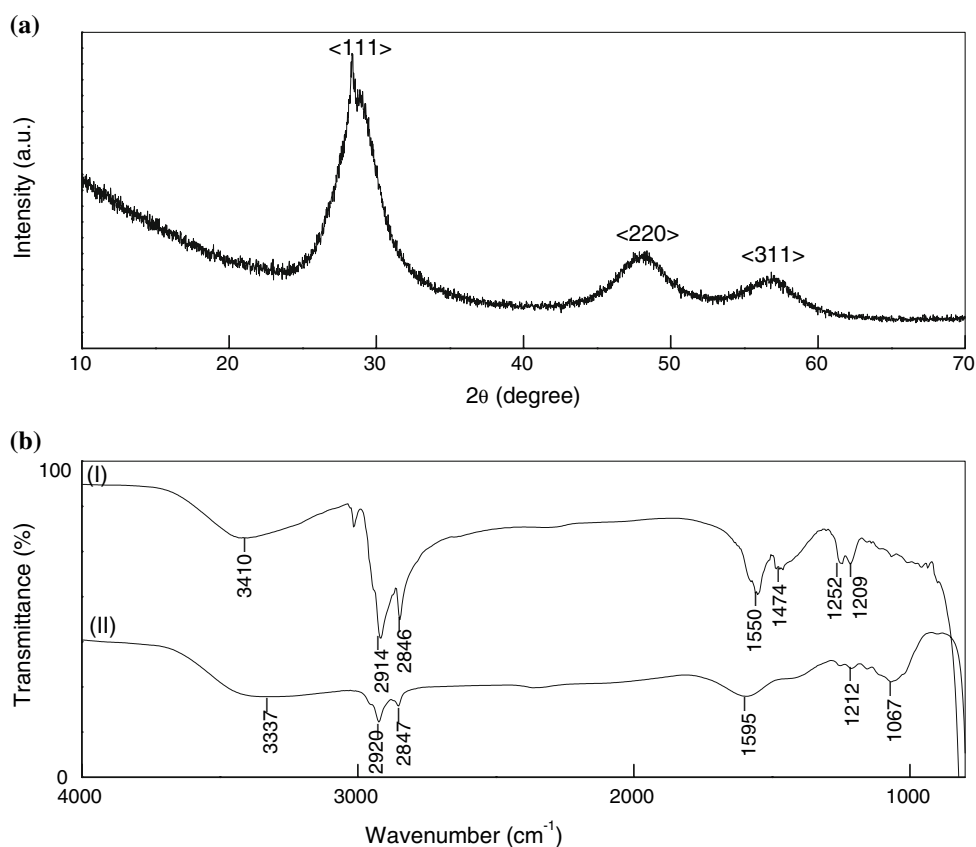 (a)
<111>
<220>
<311>
Intensity (a.u.)
10 20 30 40 50 60 70
2θ (degree)
(b)
100
(I)
3410
2914
2846
1550
1474
1252
1209
(II)
3337
2920
2847
1595
1212
1067
Transmittance (%)
0
4000 3000 2000 1000
Wavenumber (cm⁻¹)